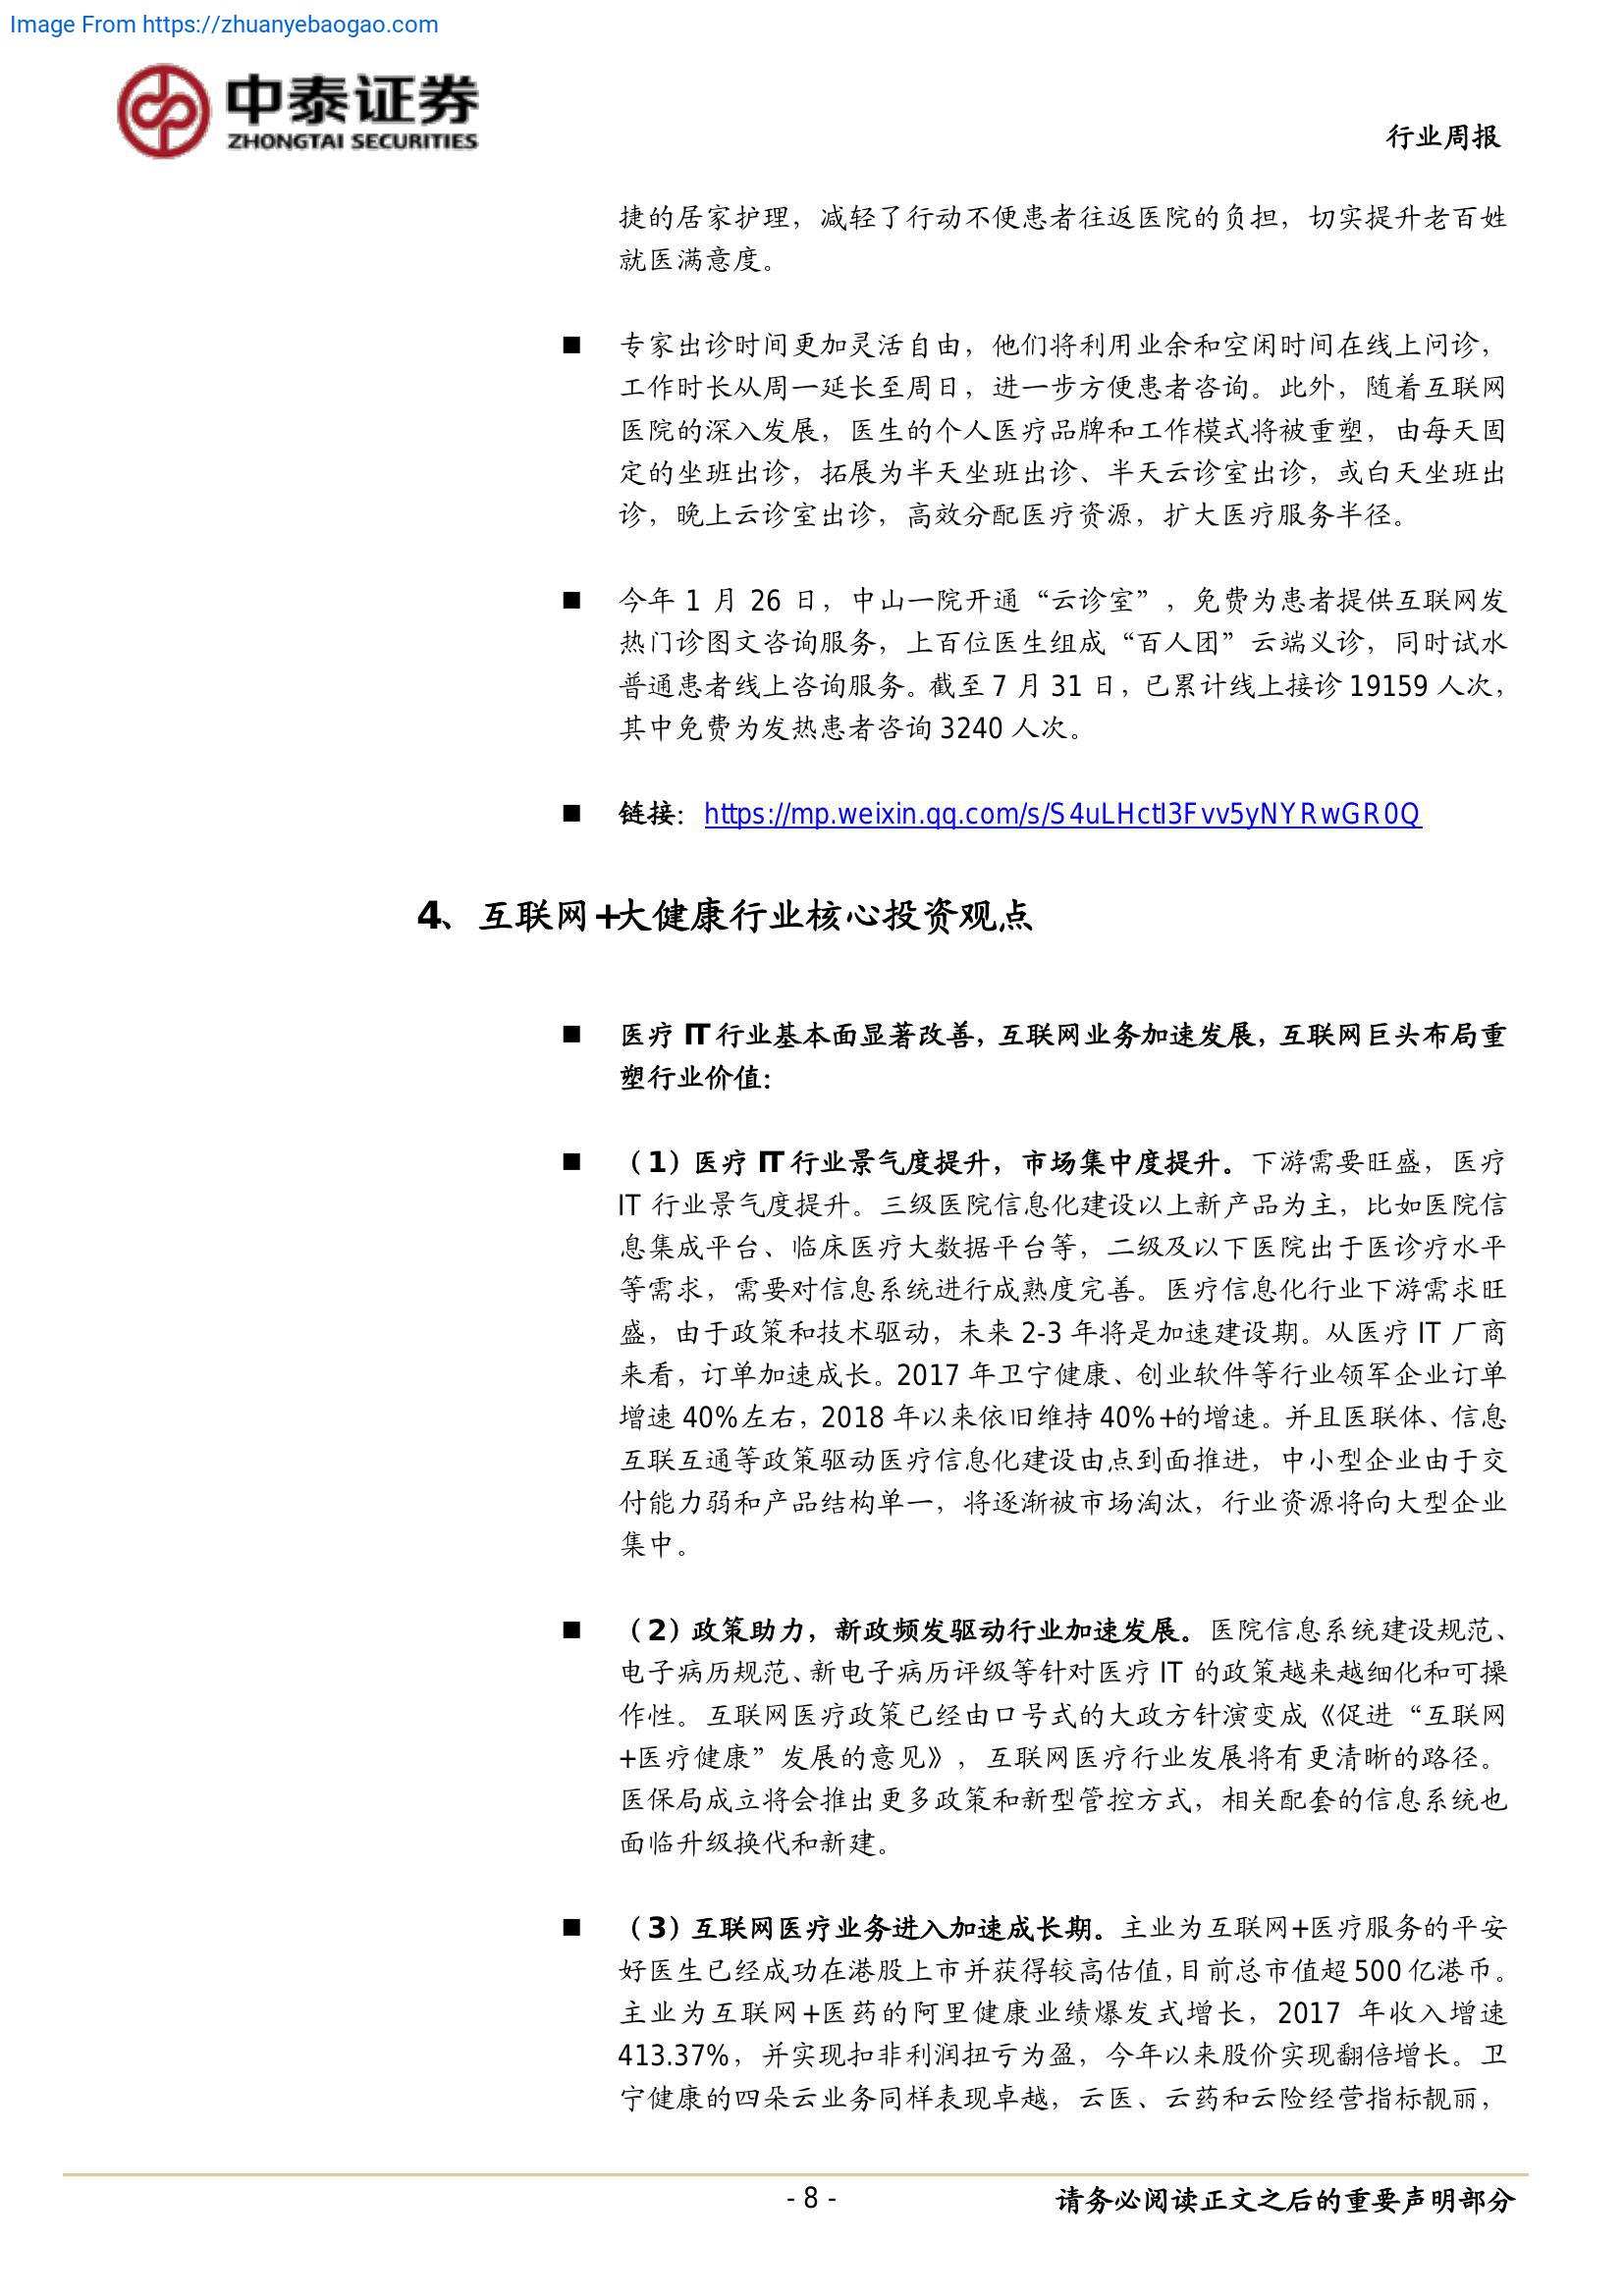 Image From https://zhuanyebaogao.com
中泰证券
ZHONGTAI SECURITIES
行业周报
捷的居家护理，减轻了行动不便患者往返医院的负担，切实提升老百姓
就医满意度。
■ 专家出诊时间更加灵活自由，他们将利用业余和空闲时间在线上问诊，
工作时长从周一延长至周日，进一步方便患者咨询。此外，随着互联网
医院的深入发展，医生的个人医疗品牌和工作模式将被重塑，由每天固
定的坐班出诊，拓展为半天坐班出诊、半天云诊室出诊，或白天坐班出
诊，晚上云诊室出诊，高效分配医疗资源，扩大医疗服务半径。
■ 今年 1 月 26 日，中山一院开通“云诊室”，免费为患者提供互联网发
热门诊图文咨询服务，上百位医生组成“百人团”云端义诊，同时试水
普通患者线上咨询服务。截至 7 月 31 日，已累计线上接诊 19159 人次，
其中免费为发热患者咨询 3240 人次。
■ 链接：https://mp.weixin.qq.com/s/S4uLHctI3Fvv5yNYRwGR0Q
4、互联网+大健康行业核心投资观点
■ 医疗 IT 行业基本面显著改善，互联网业务加速发展，互联网巨头布局重
塑行业价值：
■ （1）医疗 IT 行业景气度提升，市场集中度提升。下游需要旺盛，医疗
IT 行业景气度提升。三级医院信息化建设以上新产品为主，比如医院信
息集成平台、临床医疗大数据平台等，二级及以下医院出于医诊疗水平
等需求，需要对信息系统进行成熟度完善。医疗信息化行业下游需求旺
盛，由于政策和技术驱动，未来 2-3 年将是加速建设期。从医疗 IT 厂商
来看，订单加速成长。2017 年卫宁健康、创业软件等行业领军企业订单
增速 40%左右，2018 年以来依旧维持 40%+的增速。并且医联体、信息
互联互通等政策驱动医疗信息化建设由点到面推进，中小型企业由于交
付能力弱和产品结构单一，将逐渐被市场淘汰，行业资源将向大型企业
集中。
■ （2）政策助力，新政频发驱动行业加速发展。医院信息系统建设规范、
电子病历规范、新电子病历评级等针对医疗 IT 的政策越来越细化和可操
作性。互联网医疗政策已经由口号式的大政方针演变成《促进“互联网
+医疗健康”发展的意见》，互联网医疗行业发展将有更清晰的路径。
医保局成立将会推出更多政策和新型管控方式，相关配套的信息系统也
面临升级换代和新建。
■ （3）互联网医疗业务进入加速成长期。主业为互联网+医疗服务的平安
好医生已经成功在港股上市并获得较高估值，目前总市值超 500 亿港币。
主业为互联网+医药的阿里健康业绩爆发式增长，2017 年收入增速
413.37%，并实现扣非利润扭亏为盈，今年以来股价实现翻倍增长。卫
宁健康的四朵云业务同样表现卓越，云医、云药和云险经营指标靓丽，
- 8 -
请务必阅读正文之后的重要声明部分